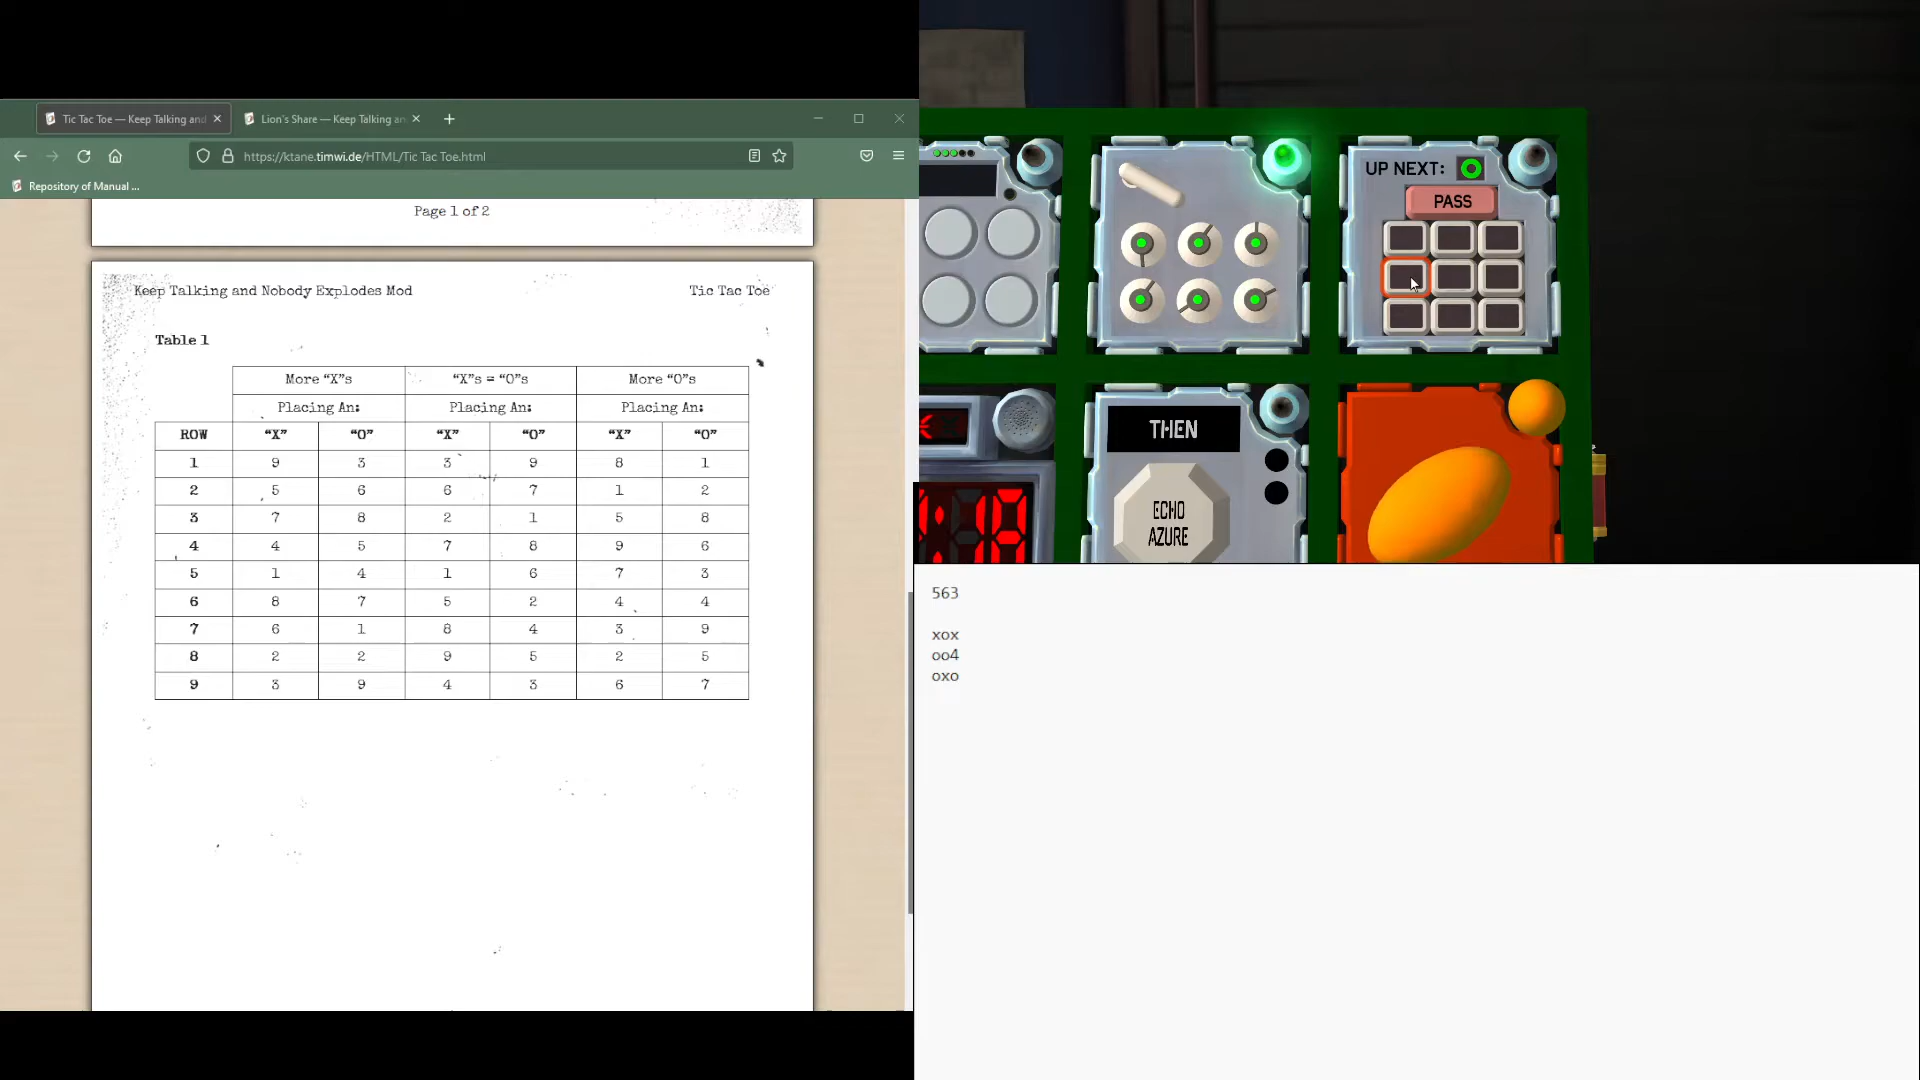 Tic Tac Toe — Keep Talking and
Lion's Share — Keep Talking an
https://ktane.timwi.de/HTML/Tic Tac Toe.html
Repository of Manual ...
Page 1 of 2
Keep Talking and Nobody Explodes Mod
Tic Tac Toe
Table 1
More “X”s “X”s = “O”s More “O”s
Placing An: Placing An: Placing An:
ROW “X” “O” “X” “O” “X” “O”
1 9 3 3 9 8 1
2 5 6 6 7 1 2
3 7 8 2 1 5 8
4 4 5 7 8 9 6
5 1 4 1 6 7 3
6 8 7 5 2 4 4
7 6 1 8 4 3 9
8 2 2 9 5 2 5
9 3 9 4 3 6 7
UP NEXT:
PASS
THEN
ECHO
AZURE
563
xox
oo4
oxo